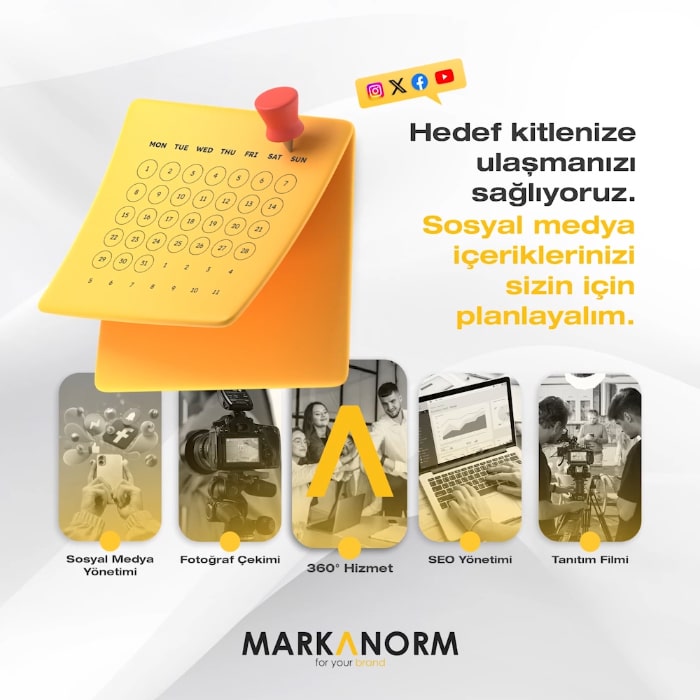 Hedef kitlenize
ulaşmanızı
sağlıyoruz.
Sosyal medya
içeriklerinizi
sizin için
planlayalım.
MON TUE WED THU FRI SAT SUN
1 2 3 4 5 6 7
8 9 10 11 12 13 14
15 16 17 18 19 20 21
22 23 24 25 26 27 28
29 30 31 1 2 3 4
5 6 7 8 9 10 11
Sosyal Medya
Yönetimi
Fotoğraf Çekimi
360° Hizmet
SEO Yönetimi
Tanıtım Filmi
MARKANORM
for your brand